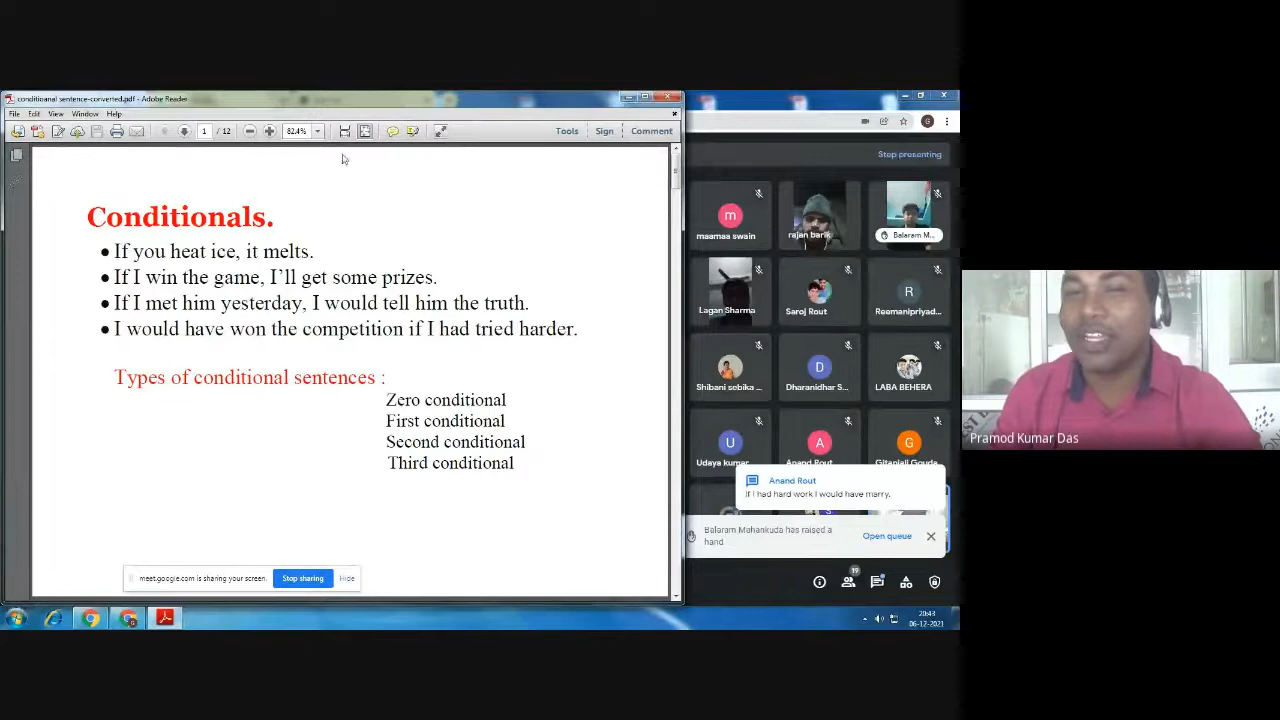 conditioanal sentence-converted.pdf - Adobe Reader
File Edit View Window Help
1 / 12 82.4% Tools Sign Comment
Conditionals.
• If you heat ice, it melts.
• If I win the game, I'll get some prizes.
• If I met him yesterday, I would tell him the truth.
• I would have won the competition if I had tried harder.
Types of conditional sentences :
Zero conditional
First conditional
Second conditional
Third conditional
meet.google.com is sharing your screen. Stop sharing Hide
G
Stop presenting
m
maamaa swain
rajan barik
Balaram M...
Lagan Sharma
Saroj Rout
R
Reemanipriyad...
Shibani sebika ...
D
Dharanidhar S...
LABA BEHERA
U
Udaya kumar
A
Anand Rout
G
Gitanjali Gouda
Anand Rout
If I had hard work I would have marry.
Balaram Mahankuda has raised a
hand
Open queue
19
20:43
06-12-2021
Pramod Kumar Das